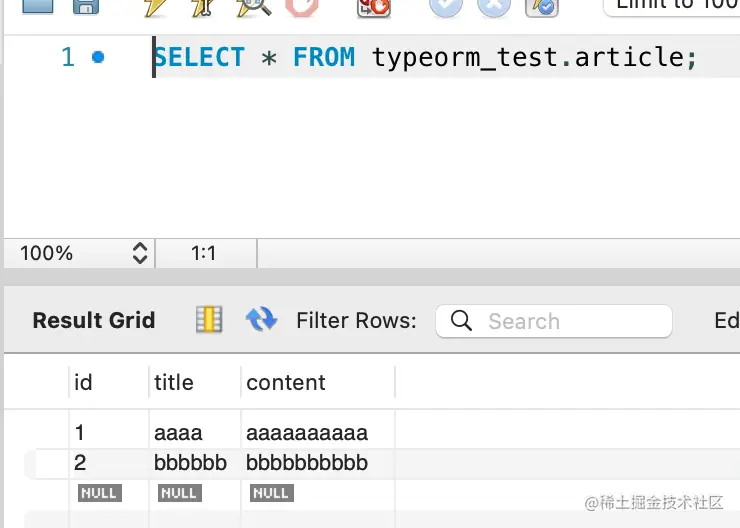 Limit to 100
1 SELECT * FROM typeorm_test.article;
100% 1:1
Result Grid Filter Rows: Search Ed
id title content
1 aaaa aaaaaaaaaa
2 bbbbbb bbbbbbbbbb
NULL NULL NULL
@稀土掘金技术社区